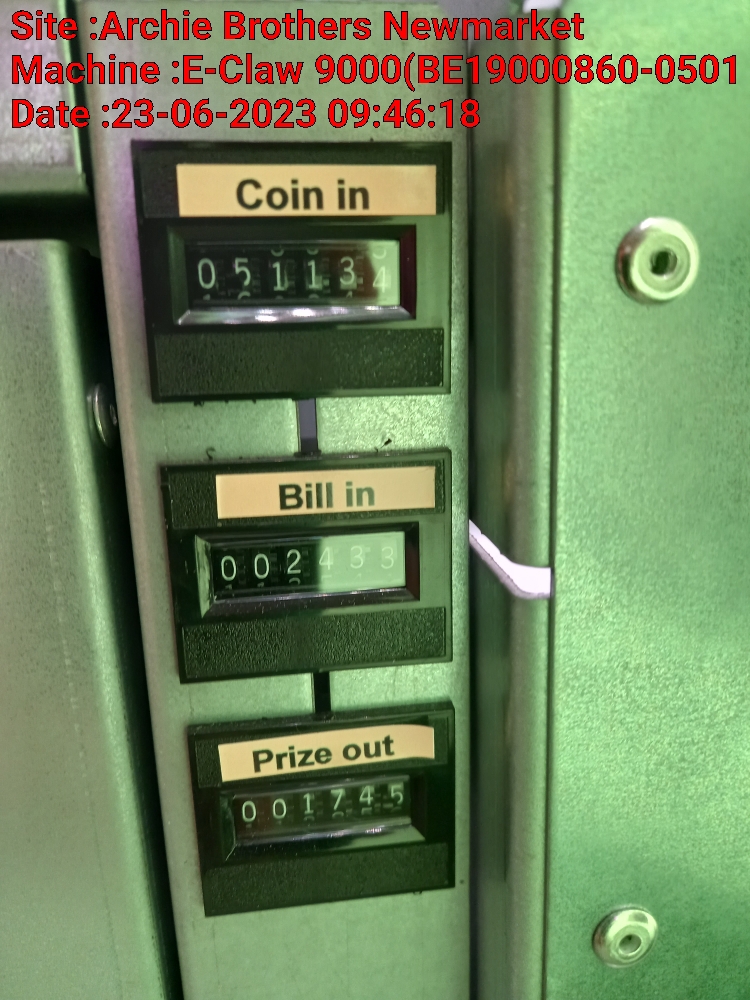 Site :Archie Brothers Newmarket
Machine :E-Claw 9000(BE19000860-0501
Date :23-06-2023 09:46:18
Coin in
051134
Bill in
002433
Prize out
001745